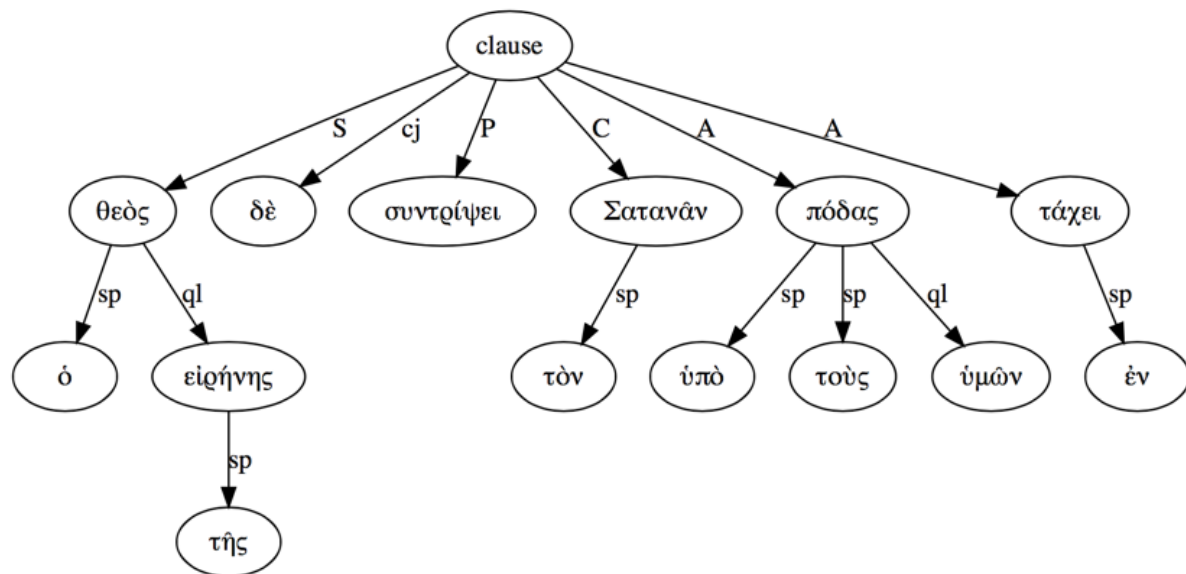 clause
S cj P C A A
θεὸς δὲ συντρίψει Σατανᾶν πόδας τάχει
sp ql sp sp sp ql sp
ὁ εἰρήνης τὸν ὑπὸ τοὺς ὑμῶν ἐν
sp
τῆς